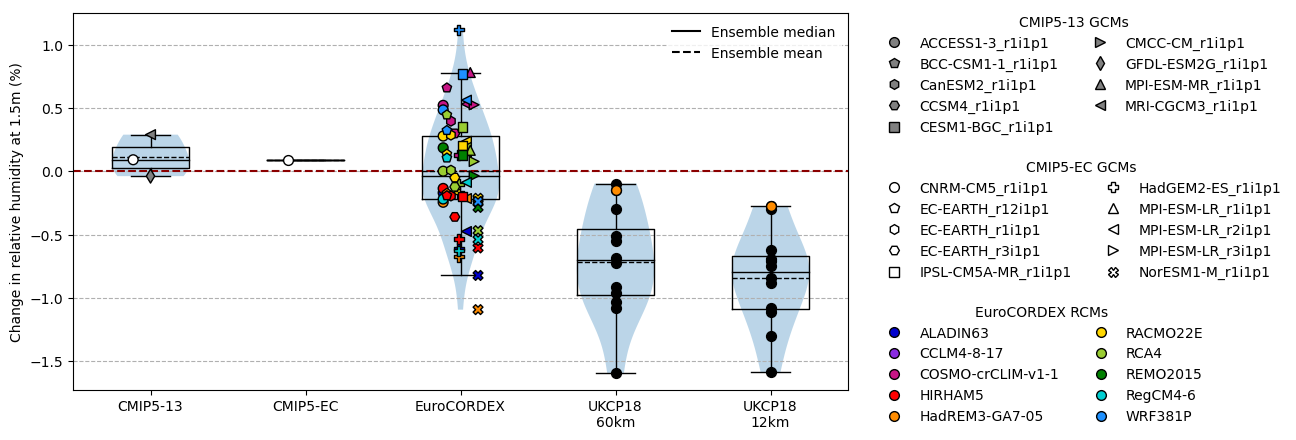 Change in relative humidity at 1.5m (%)
1.0
0.5
0.0
−0.5
−1.0
−1.5
Ensemble median
Ensemble mean
CMIP5-13
CMIP5-EC
EuroCORDEX
UKCP18
60km
UKCP18
12km
CMIP5-13 GCMs
ACCESS1-3_r1i1p1
BCC-CSM1-1_r1i1p1
CanESM2_r1i1p1
CCSM4_r1i1p1
CESM1-BGC_r1i1p1
CMCC-CM_r1i1p1
GFDL-ESM2G_r1i1p1
MPI-ESM-MR_r1i1p1
MRI-CGCM3_r1i1p1
CMIP5-EC GCMs
CNRM-CM5_r1i1p1
EC-EARTH_r12i1p1
EC-EARTH_r1i1p1
EC-EARTH_r3i1p1
IPSL-CM5A-MR_r1i1p1
HadGEM2-ES_r1i1p1
MPI-ESM-LR_r1i1p1
MPI-ESM-LR_r2i1p1
MPI-ESM-LR_r3i1p1
NorESM1-M_r1i1p1
EuroCORDEX RCMs
ALADIN63
CCLM4-8-17
COSMO-crCLIM-v1-1
HIRHAM5
HadREM3-GA7-05
RACMO22E
RCA4
REMO2015
RegCM4-6
WRF381P